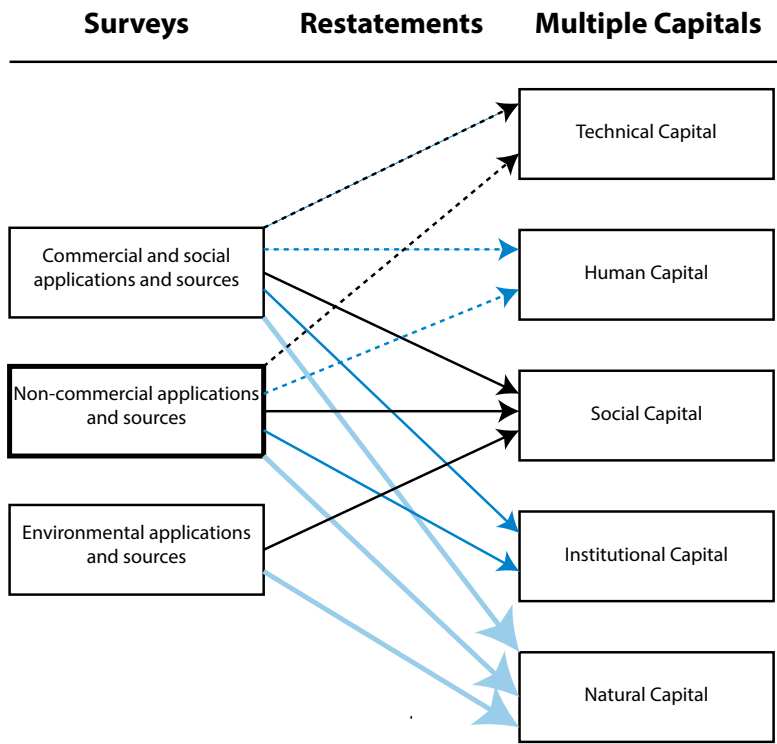 Surveys Restatements Multiple Capitals
Technical Capital
Commercial and social
applications and sources
Human Capital
Non-commercial applications
and sources
Social Capital
Environmental applications
and sources
Institutional Capital
Natural Capital